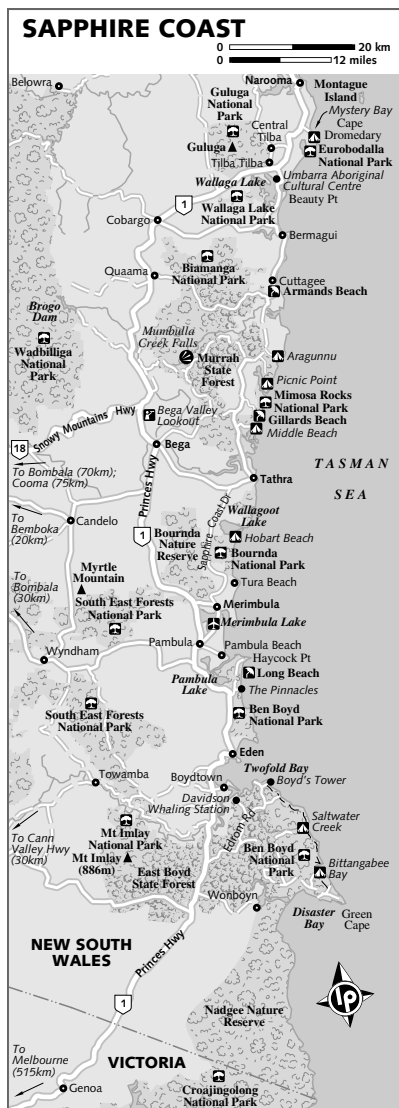 SAPPHIRE COAST
0 20 km
0 12 miles
Belowra
Narooma
Montague
Island
Guluga
National
Park
Mystery Bay
Cape
Dromedary
Central
Tilba
Guluga
Eurobodalla
National Park
Tilba Tilba
Umbarra Aboriginal
Cultural Centre
Wallaga Lake
Beauty Pt
1
Wallaga Lake
National Park
Cobargo
Bermagui
Quaama
Biamanga
National Park
Cuttagee
Armands Beach
Brogo
Dam
Mumbulla
Creek Falls
Wadbilliga
National
Park
Murrah
State
Forest
Aragunnu
Picnic Point
Mimosa Rocks
National Park
Snowy Mountains Hwy
Bega Valley
Lookout
Gillards Beach
Middle Beach
18
Bega
To Bombala (70km);
Cooma (75km)
Princes Hwy
Tathra
TASMAN
SEA
To
Bemboka
(20km)
Candelo
1
Wallagoot
Lake
Sapphire Coast Dr
Hobart Beach
Bournda
Nature
Reserve
Bournda
National Park
To
Bombala
(30km)
Myrtle
Mountain
Tura Beach
South East Forests
National Park
Merimbula
Merimbula Lake
Pambula
Pambula Beach
Wyndham
Haycock Pt
Long Beach
Pambula
Lake
The Pinnacles
South East Forests
National Park
Ben Boyd
National Park
Eden
Twofold Bay
Towamba
Boydtown
Boyd's Tower
Davidson
Whaling Station
To Cann
Valley Hwy
(30km)
Mt Imlay
National Park
Mt Imlay
(886m)
Edrom Rd
Saltwater
Creek
East Boyd
State Forest
Ben Boyd
National
Park
Bittangabee
Bay
Wonboyn
Disaster
Bay
Green
Cape
NEW SOUTH
WALES
Princes Hwy
lp
1
Nadgee Nature
Reserve
To
Melbourne
(515km)
VICTORIA
Genoa
Croajingolong
National Park